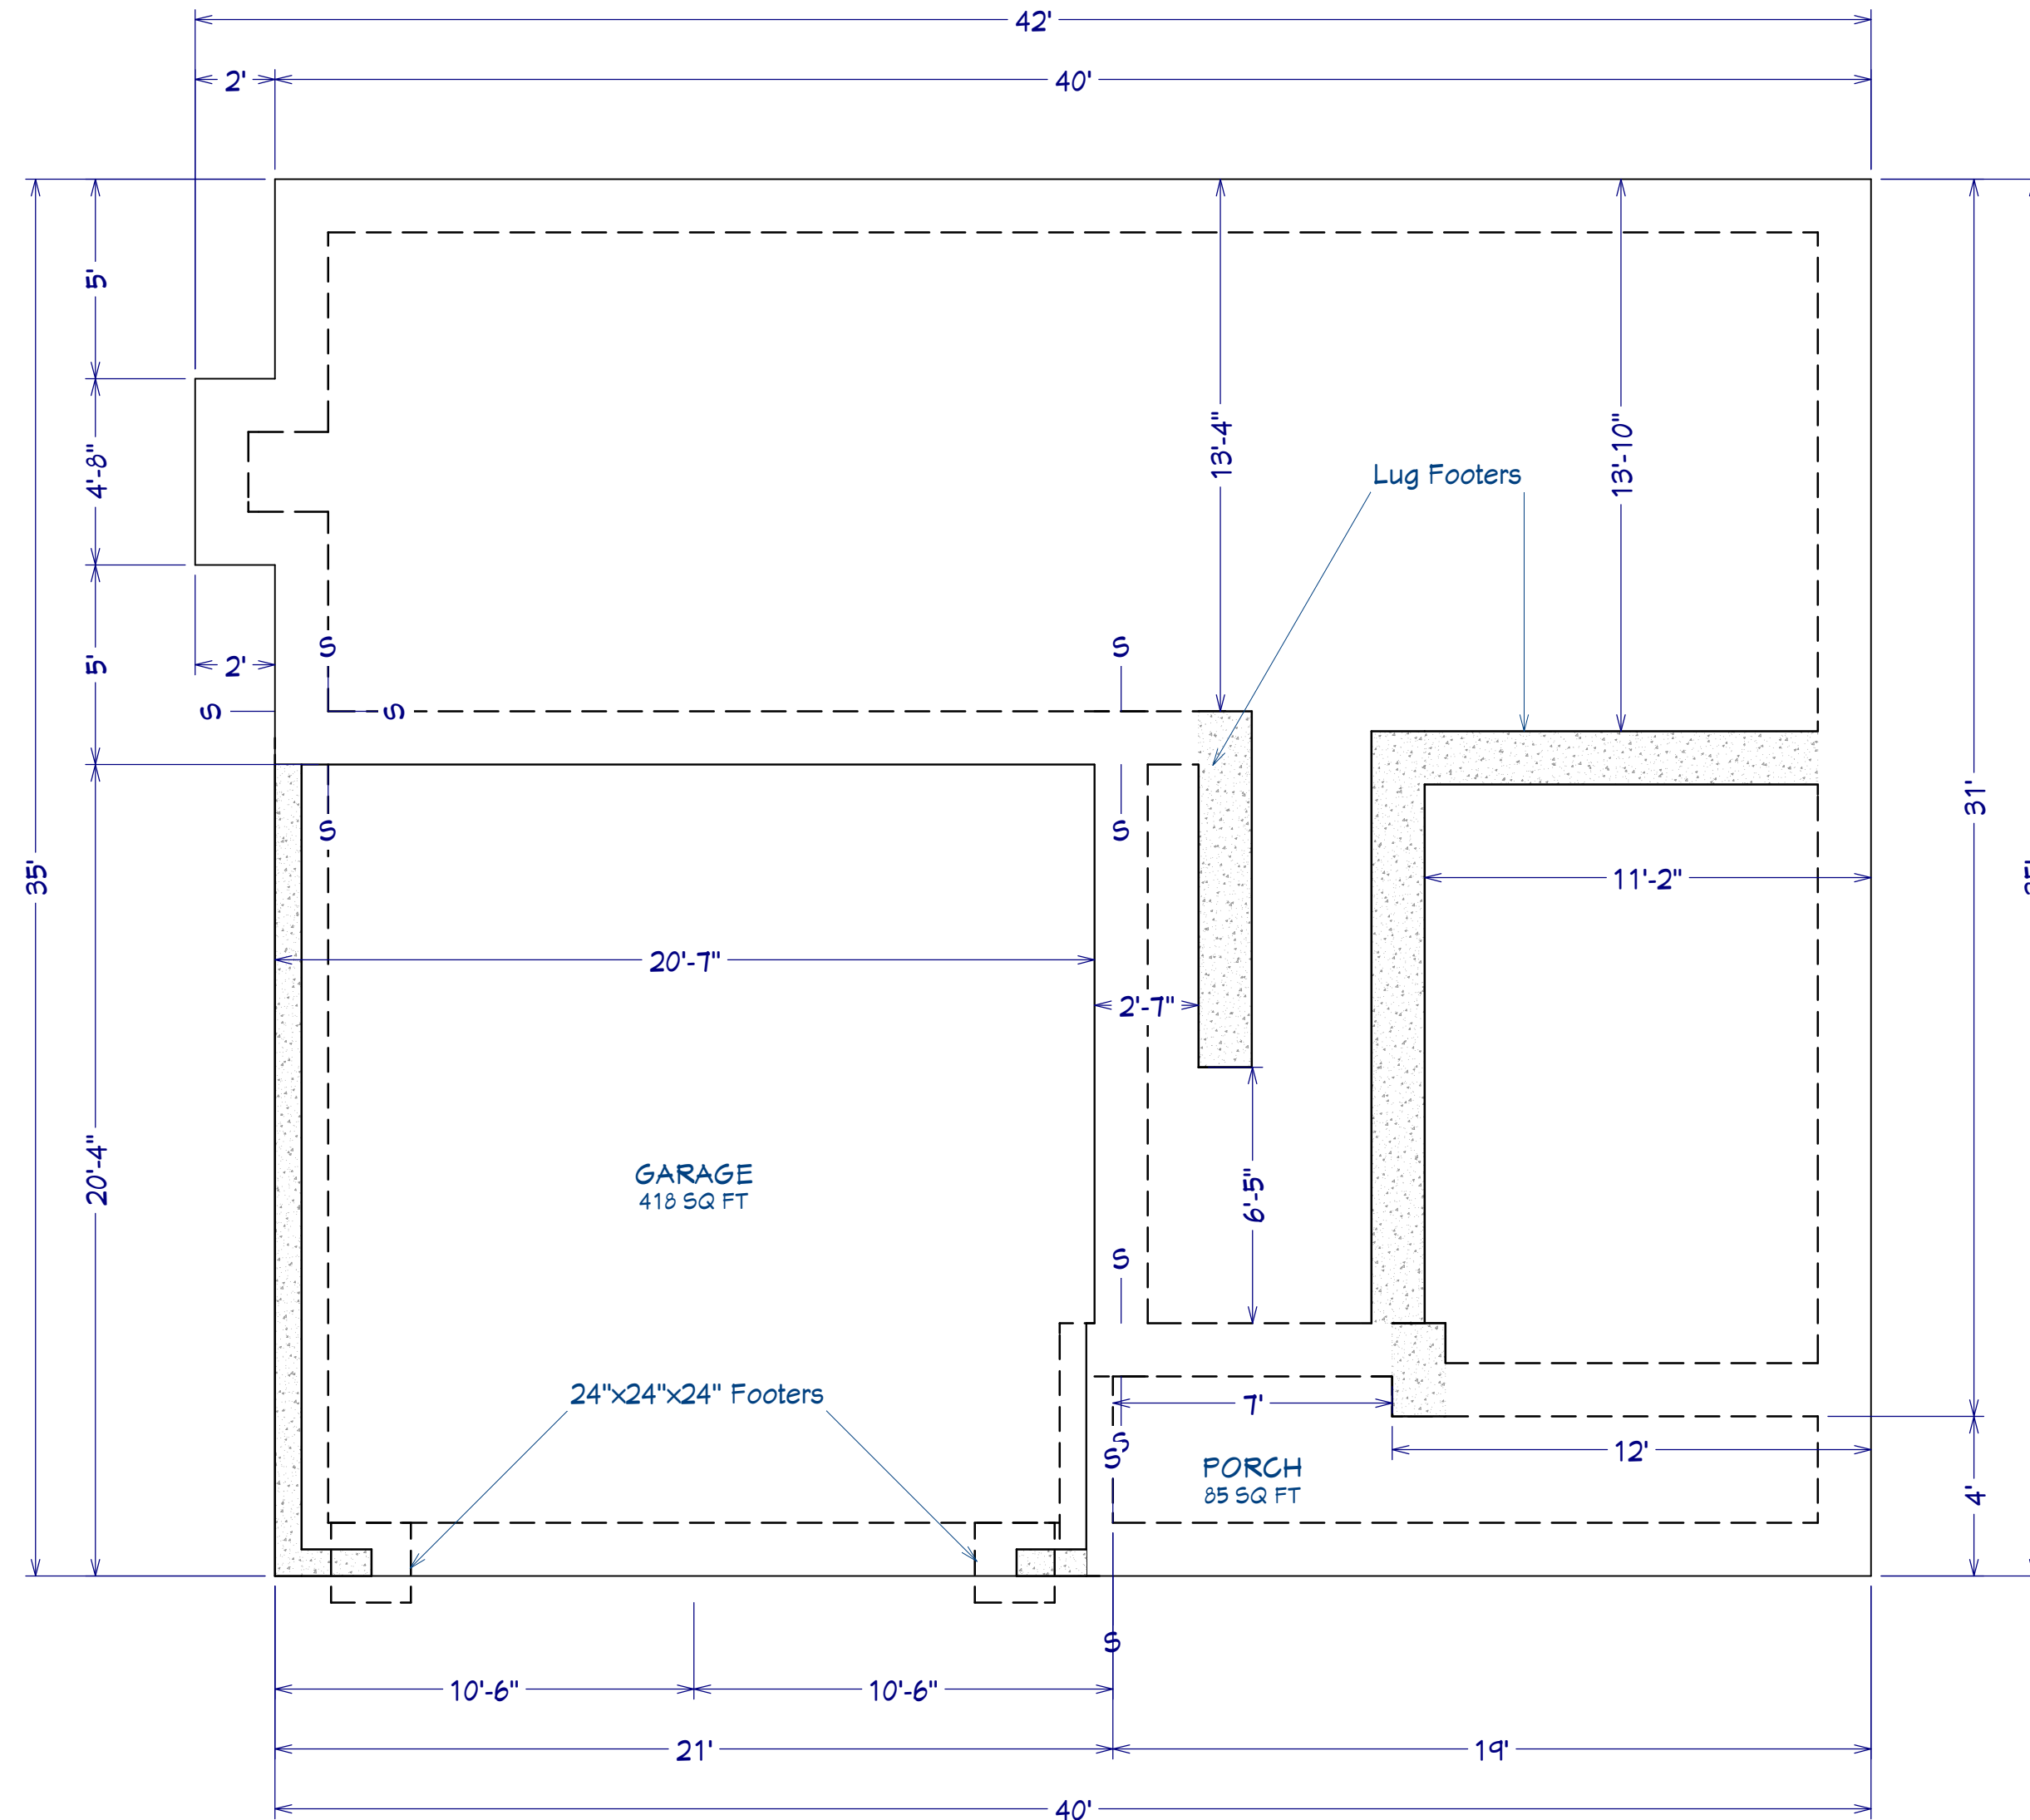 42'
2'
40'
5'
4'-8"
13'-4"
13'-10"
Lug Footers
S
S
5'
2'
S
S
31'
S
S
35'
11'-2"
20'-7"
2'-7"
20'-4"
GARAGE
418 SQ FT
6'-5"
S
24"x24"x24" Footers
7'
S
S
12'
PORCH
85 SQ FT
4'
S
10'-6"
10'-6"
21'
19'
40'